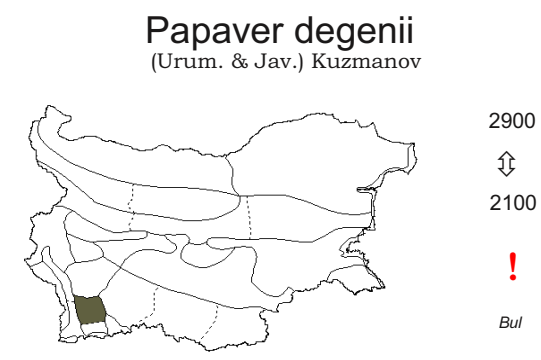 Papaver degenii
(Urum. & Jav.) Kuzmanov
2900
⇕
2100
!
Bul